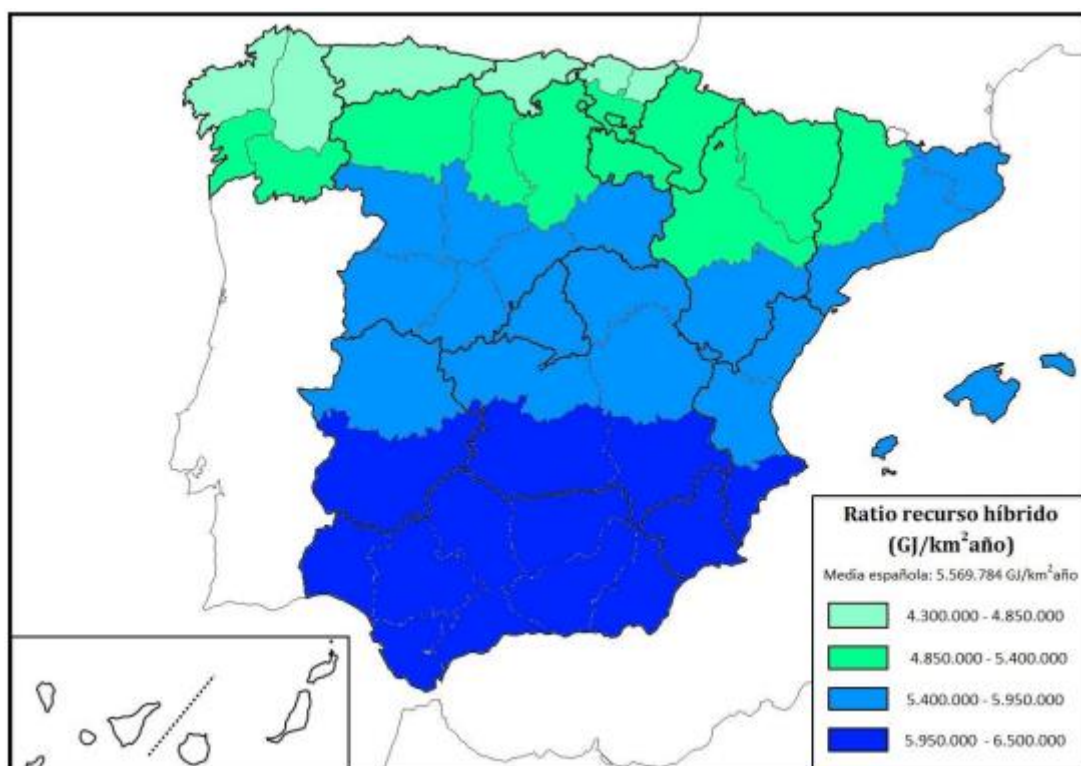 Ratio recurso híbrido
(GJ/km²año)
Media española: 5.569.784 GJ/km²año
4.300.000 - 4.850.000
4.850.000 - 5.400.000
5.400.000 - 5.950.000
5.950.000 - 6.500.000